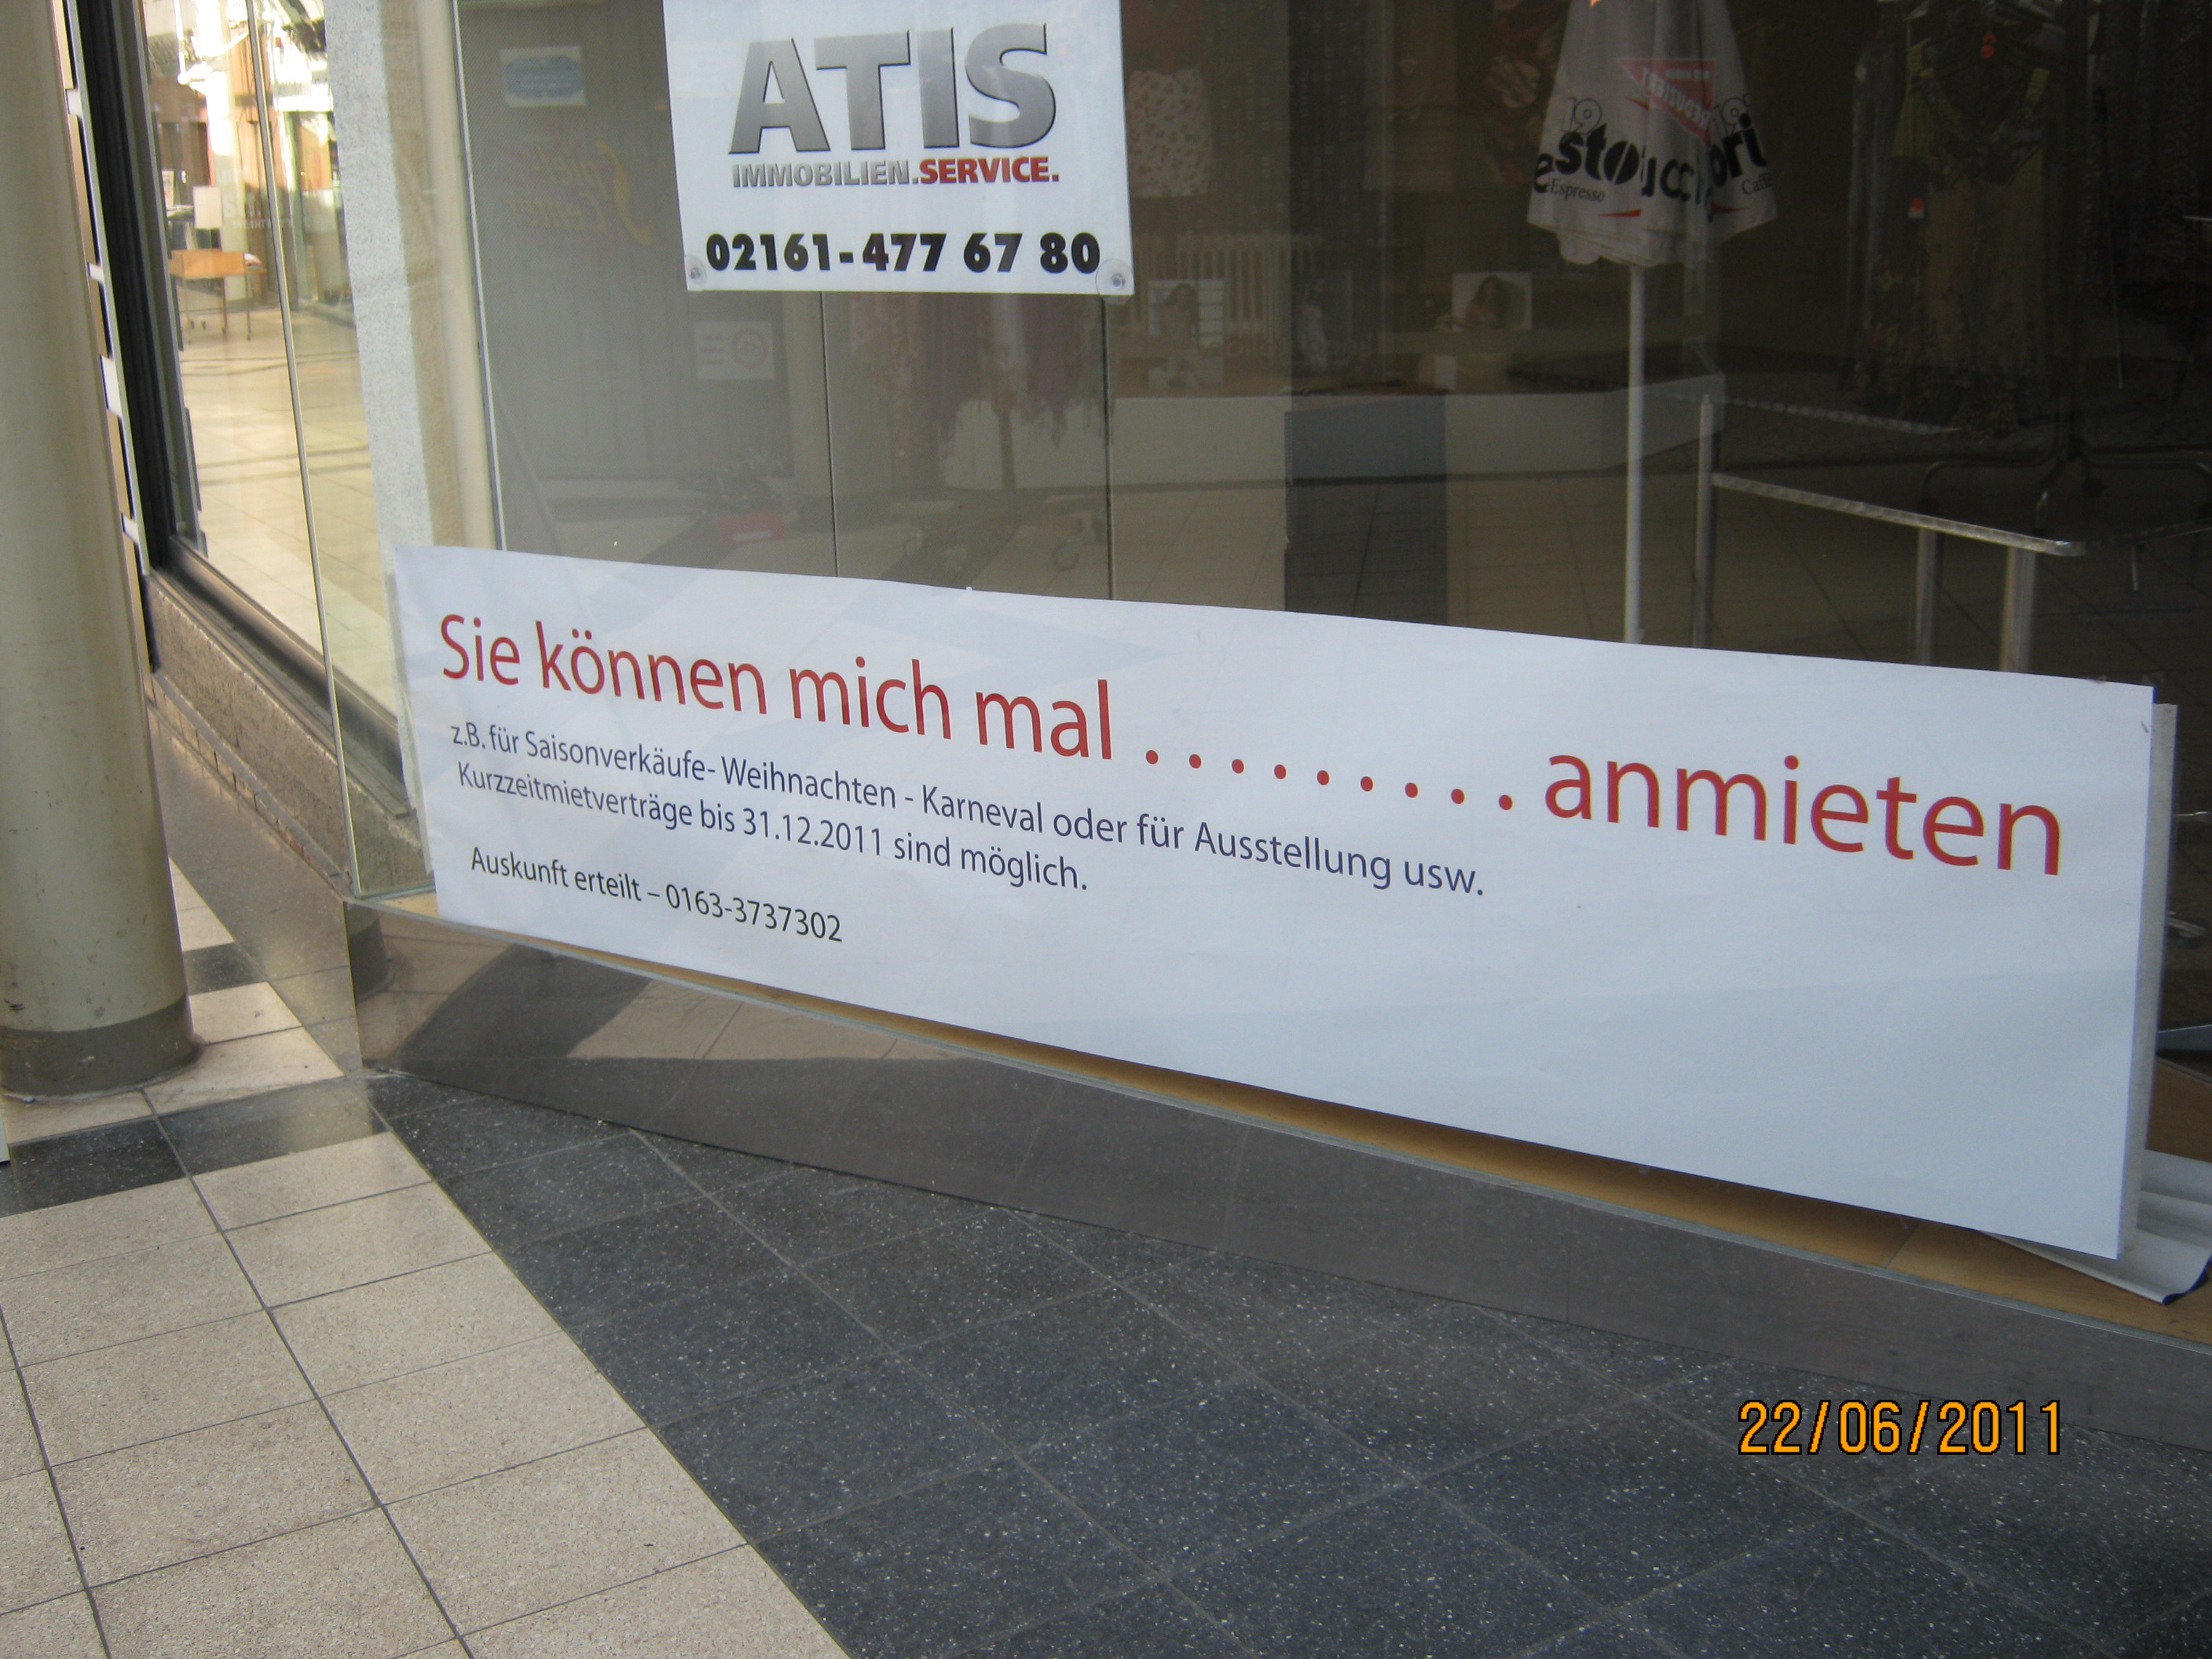 ATIS
IMMOBILIEN.SERVICE.
02161-477 67 80
Espresso
Sie können mich mal . . . . . . . . . anmieten
z.B. für Saisonverkäufe- Weihnachten - Karneval oder für Ausstellung usw.
Kurzzeitmietverträge bis 31.12.2011 sind möglich.
Auskunft erteilt – 0163-3737302
22/06/2011